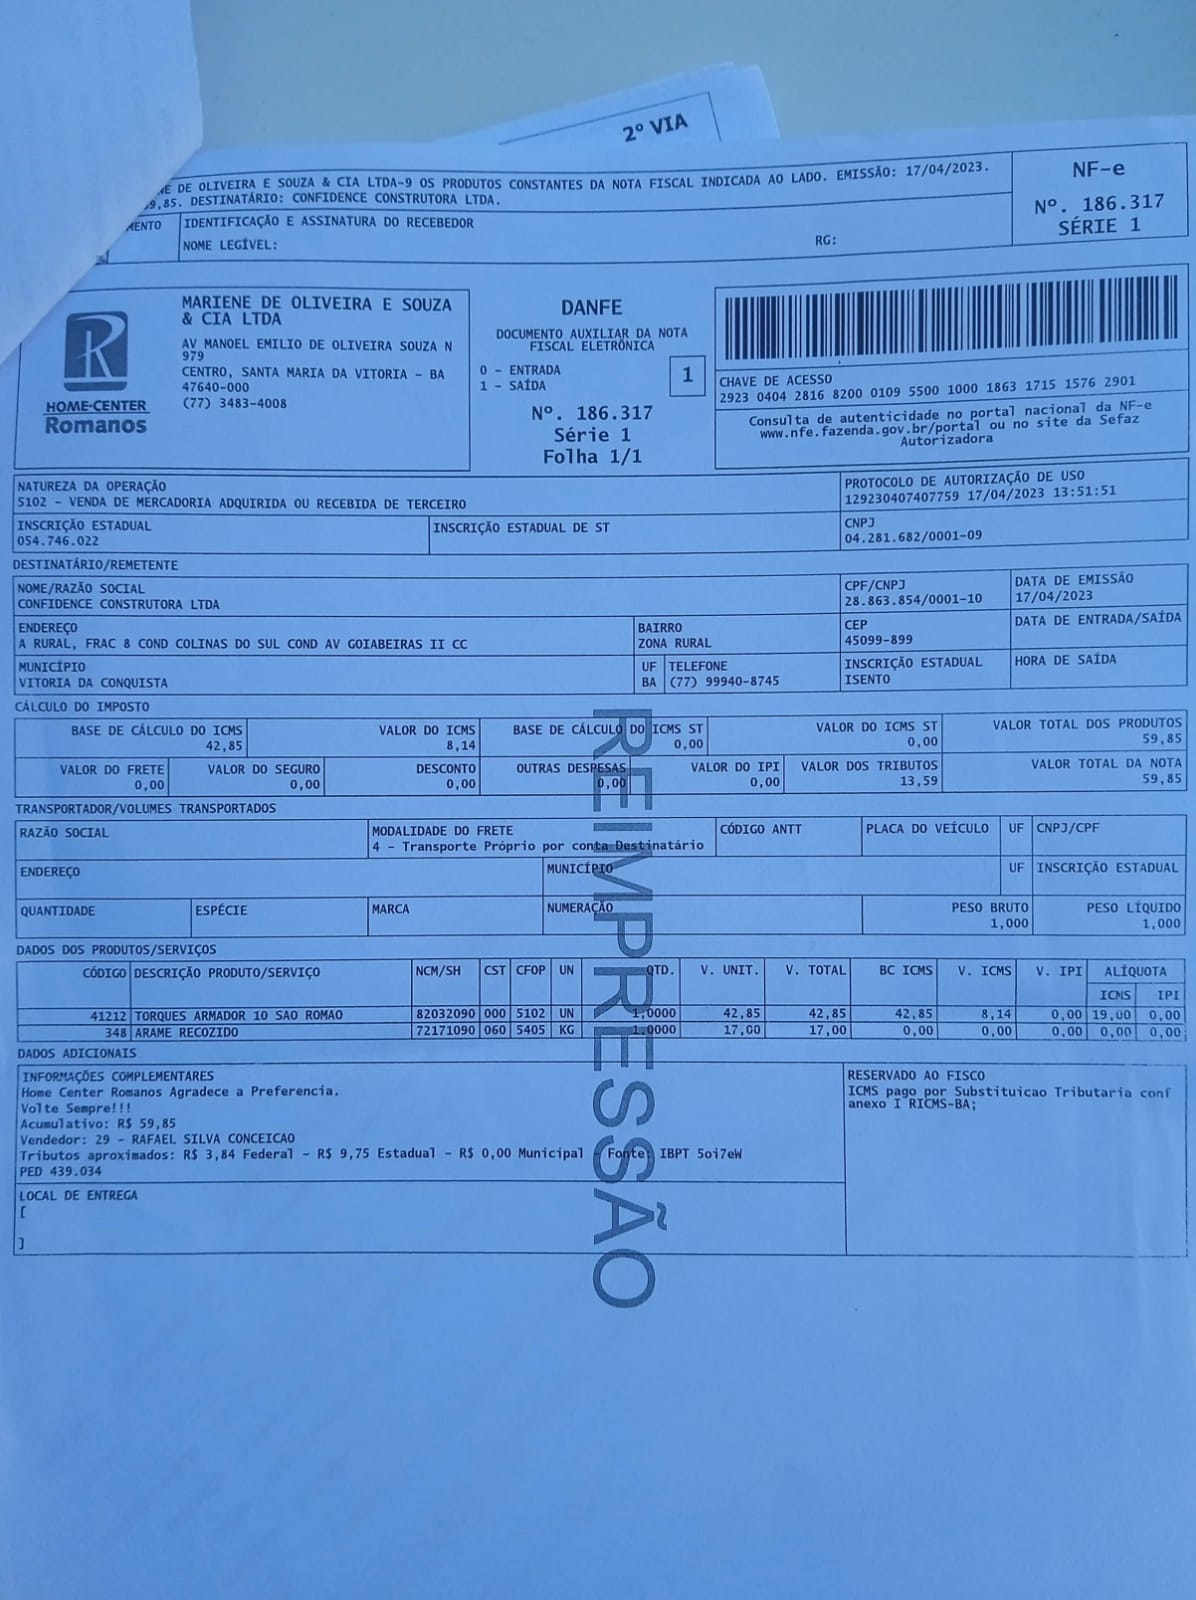 2º VIA
DE OLIVEIRA E SOUZA & CIA LTDA-9 OS PRODUTOS CONSTANTES DA NOTA FISCAL INDICADA AO LADO. EMISSÃO: 17/04/2023.
9,85. DESTINATÁRIO: CONFIDENCE CONSTRUTORA LTDA.
IDENTIFICAÇÃO E ASSINATURA DO RECEBEDOR
NOME LEGÍVEL: RG:
NF-e
Nº. 186.317
SÉRIE 1
R
HOME-CENTER
Romanos
MARIENE DE OLIVEIRA E SOUZA
& CIA LTDA
AV MANOEL EMILIO DE OLIVEIRA SOUZA N
979
CENTRO, SANTA MARIA DA VITORIA - BA
47640-000
(77) 3483-4008
DANFE
DOCUMENTO AUXILIAR DA NOTA
FISCAL ELETRÔNICA
0 - ENTRADA
1 - SAÍDA
1
Nº. 186.317
Série 1
Folha 1/1
CHAVE DE ACESSO
2923 0404 2816 8200 0109 5500 1000 1863 1715 1576 2901
Consulta de autenticidade no portal nacional da NF-e
www.nfe.fazenda.gov.br/portal ou no site da Sefaz
Autorizadora
NATUREZA DA OPERAÇÃO
5102 - VENDA DE MERCADORIA ADQUIRIDA OU RECEBIDA DE TERCEIRO
PROTOCOLO DE AUTORIZAÇÃO DE USO
129230407407759 17/04/2023 13:51:51
INSCRIÇÃO ESTADUAL
054.746.022
INSCRIÇÃO ESTADUAL DE ST
CNPJ
04.281.682/0001-09
DESTINATÁRIO/REMETENTE
NOME/RAZÃO SOCIAL
CONFIDENCE CONSTRUTORA LTDA
CPF/CNPJ
28.863.854/0001-10
DATA DE EMISSÃO
17/04/2023
ENDEREÇO
A RURAL, FRAC 8 COND COLINAS DO SUL COND AV GOIABEIRAS II CC
BAIRRO
ZONA RURAL
CEP
45099-899
DATA DE ENTRADA/SAÍDA
MUNICÍPIO
VITORIA DA CONQUISTA
UF
BA
TELEFONE
(77) 99940-8745
INSCRIÇÃO ESTADUAL
ISENTO
HORA DE SAÍDA
CÁLCULO DO IMPOSTO
BASE DE CÁLCULO DO ICMS
42,85
VALOR DO ICMS
8,14
BASE DE CÁLCULO DO ICMS ST
0,00
VALOR DO ICMS ST
0,00
VALOR TOTAL DOS PRODUTOS
59,85
VALOR DO FRETE
0,00
VALOR DO SEGURO
0,00
DESCONTO
0,00
OUTRAS DESPESAS
0,00
VALOR DO IPI
0,00
VALOR DOS TRIBUTOS
13,59
VALOR TOTAL DA NOTA
59,85
TRANSPORTADOR/VOLUMES TRANSPORTADOS
RAZÃO SOCIAL
MODALIDADE DO FRETE
4 - Transporte Próprio por conta Destinatário
CÓDIGO ANTT
PLACA DO VEÍCULO
UF
CNPJ/CPF
ENDEREÇO
MUNICÍPIO
UF
INSCRIÇÃO ESTADUAL
QUANTIDADE
ESPÉCIE
MARCA
NUMERAÇÃO
PESO BRUTO
1,000
PESO LÍQUIDO
1,000
DADOS DOS PRODUTOS/SERVIÇOS
CÓDIGO DESCRIÇÃO PRODUTO/SERVIÇO NCM/SH CST CFOP UN QTD. V. UNIT. V. TOTAL BC ICMS V. ICMS V. IPI ALÍQUOTA
ICNS IPI
41212 TORQUES ARMADOR 10 SAO ROMAO 82032090 000 5102 UN 1,0000 42,85 42,85 42,85 8,14 0,00 19,00 0,00
348 ARAME RECOZIDO 72171090 060 5405 KG 1,0000 17,00 17,00 0,00 0,00 0,00 0,00 0,00
DADOS ADICIONAIS
INFORMAÇÕES COMPLEMENTARES
Home Center Romanos Agradece a Preferencia.
Volte Sempre!!!
Acumulativo: R$ 59,85
Vendedor: 29 - RAFAEL SILVA CONCEICAO
Tributos aproximados: R$ 3,84 Federal - R$ 9,75 Estadual - R$ 0,00 Municipal - Fonte: IBPT 5oi7eW
PED 439.034
RESERVADO AO FISCO
ICMS pago por Substituicao Tributaria conf
anexo I RICMS-BA;
LOCAL DE ENTREGA
[
]
REIMPRESSÃO